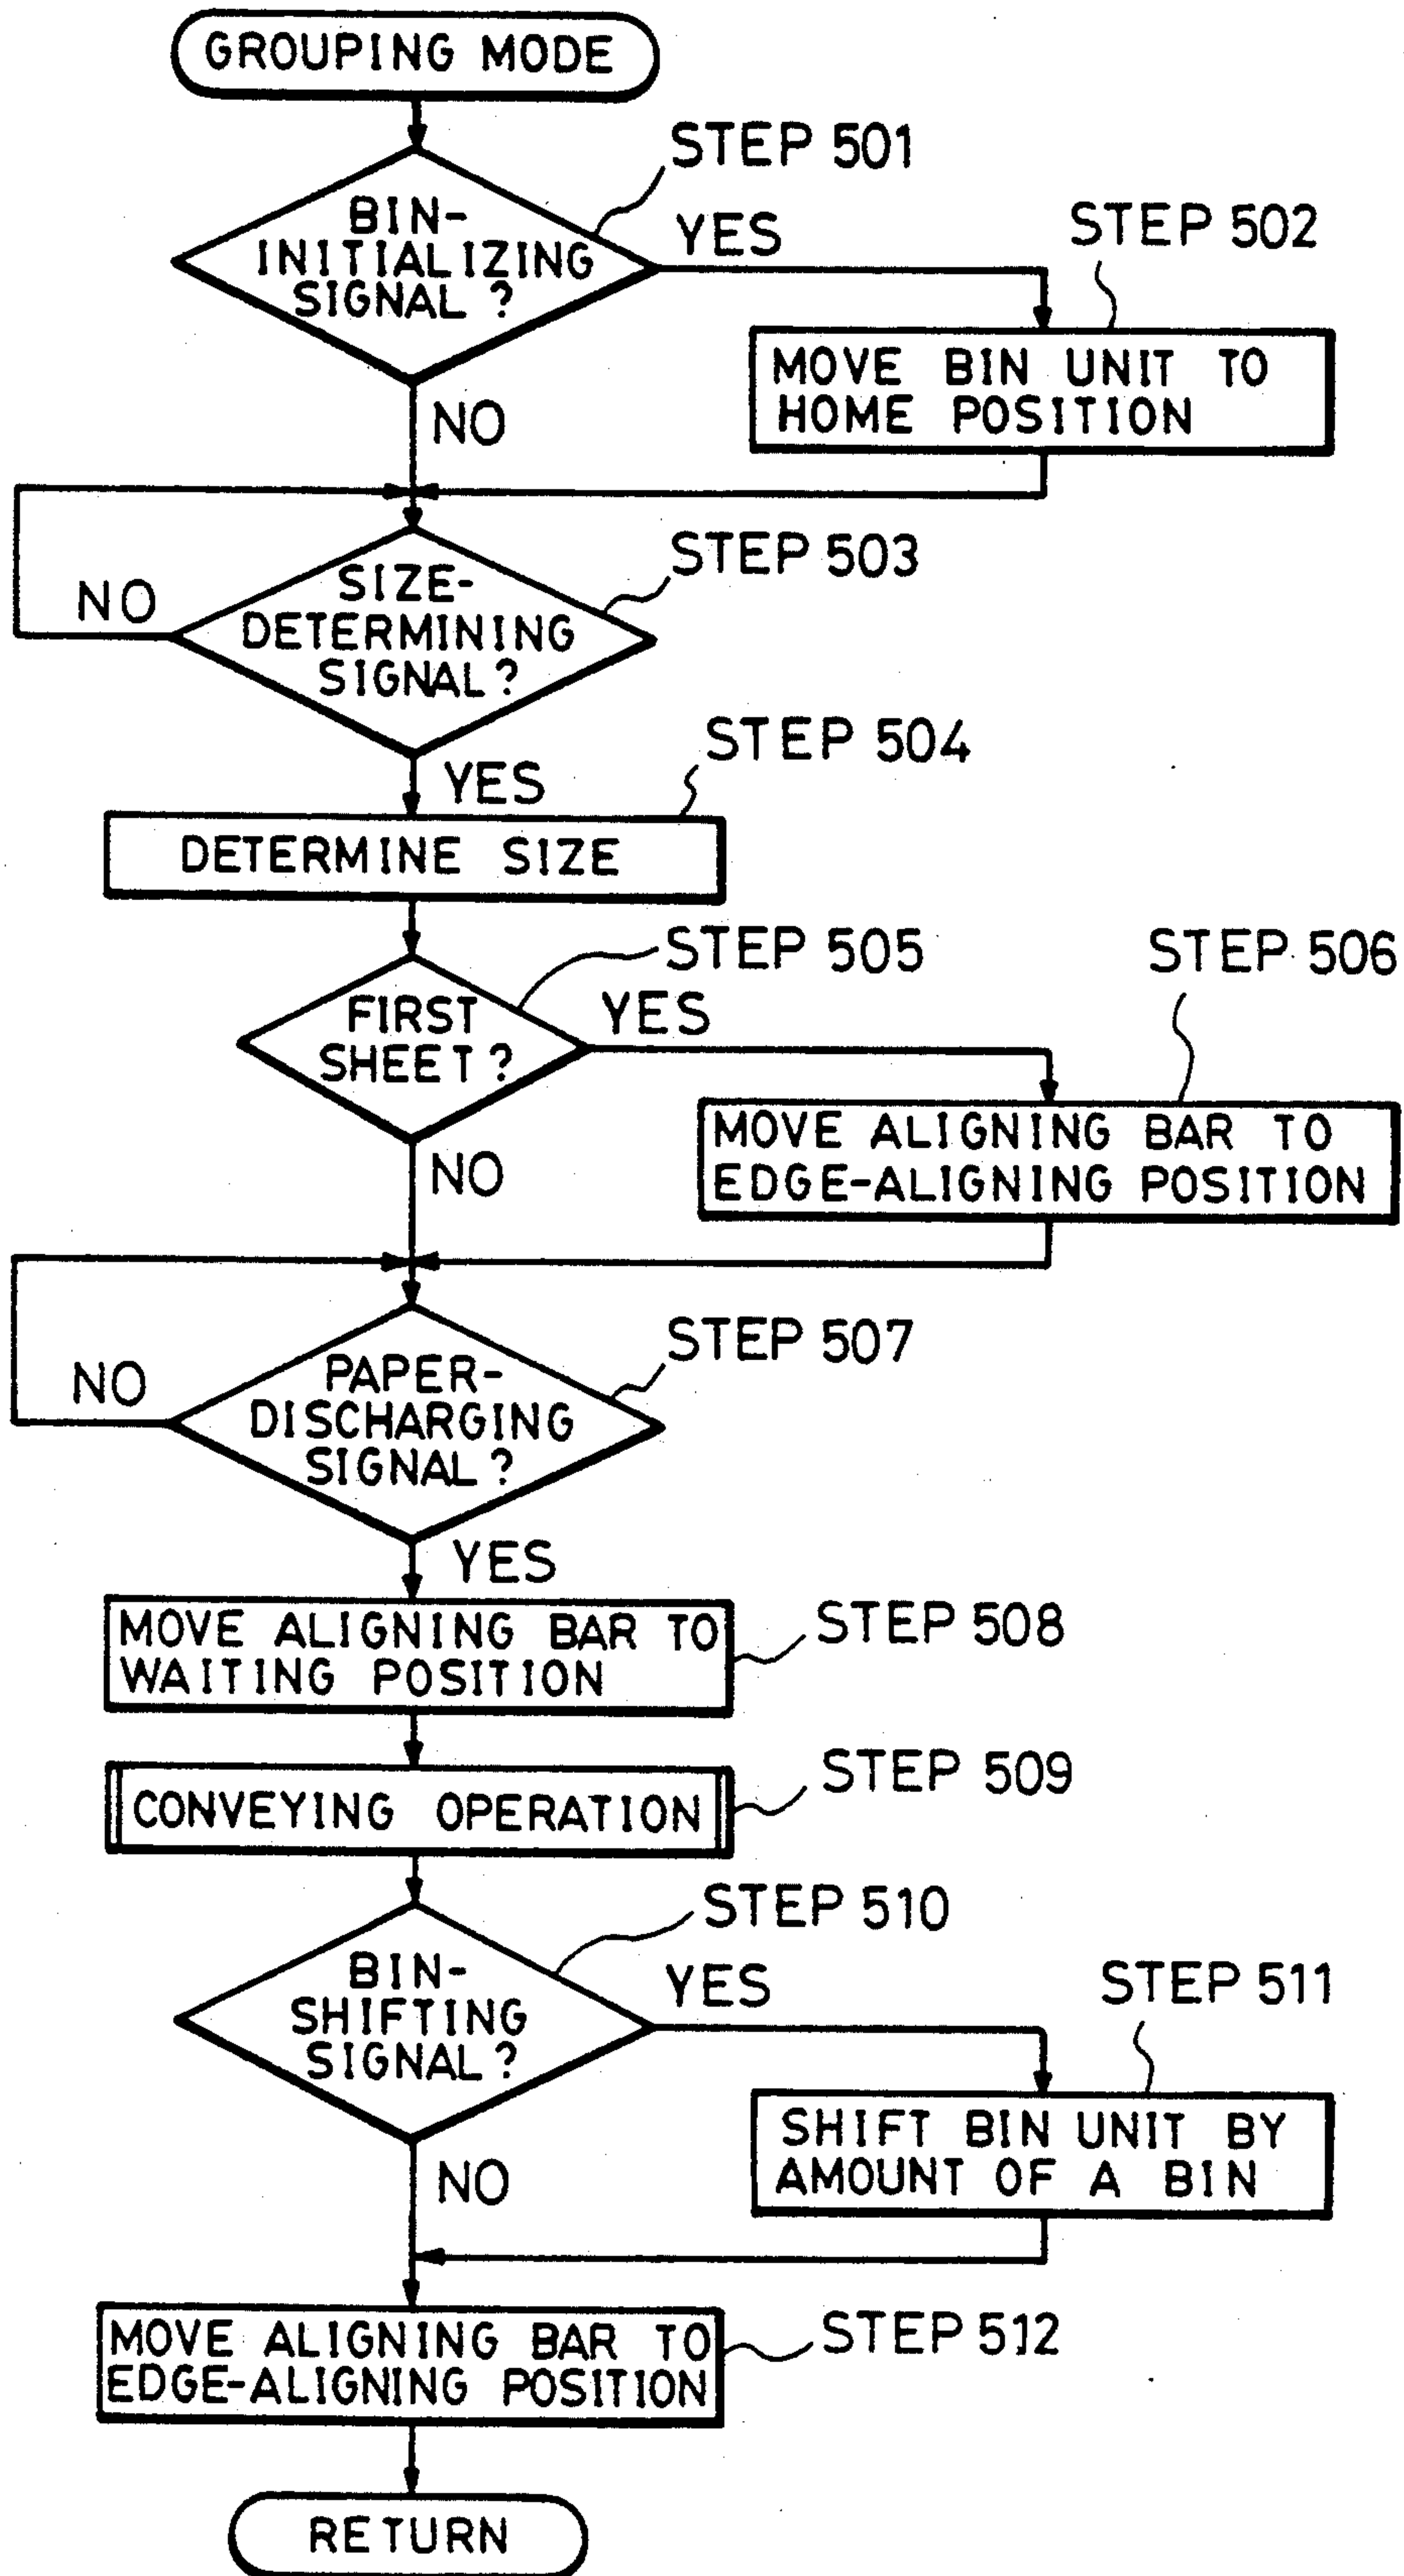 GROUPING MODE
STEP 501
BIN-
INITIALIZING
SIGNAL ?
YES
STEP 502
MOVE BIN UNIT TO
HOME POSITION
NO
STEP 503
SIZE-
DETERMINING
SIGNAL ?
NO
STEP 504
YES
DETERMINE SIZE
STEP 505
STEP 506
FIRST
SHEET ?
YES
MOVE ALIGNING BAR TO
EDGE-ALIGNING POSITION
NO
STEP 507
PAPER-
DISCHARGING
SIGNAL ?
NO
YES
MOVE ALIGNING BAR TO
WAITING POSITION
STEP 508
CONVEYING OPERATION
STEP 509
STEP 510
BIN-
SHIFTING
SIGNAL ?
YES
STEP 511
SHIFT BIN UNIT BY
AMOUNT OF A BIN
NO
MOVE ALIGNING BAR TO
EDGE-ALIGNING POSITION
STEP 512
RETURN